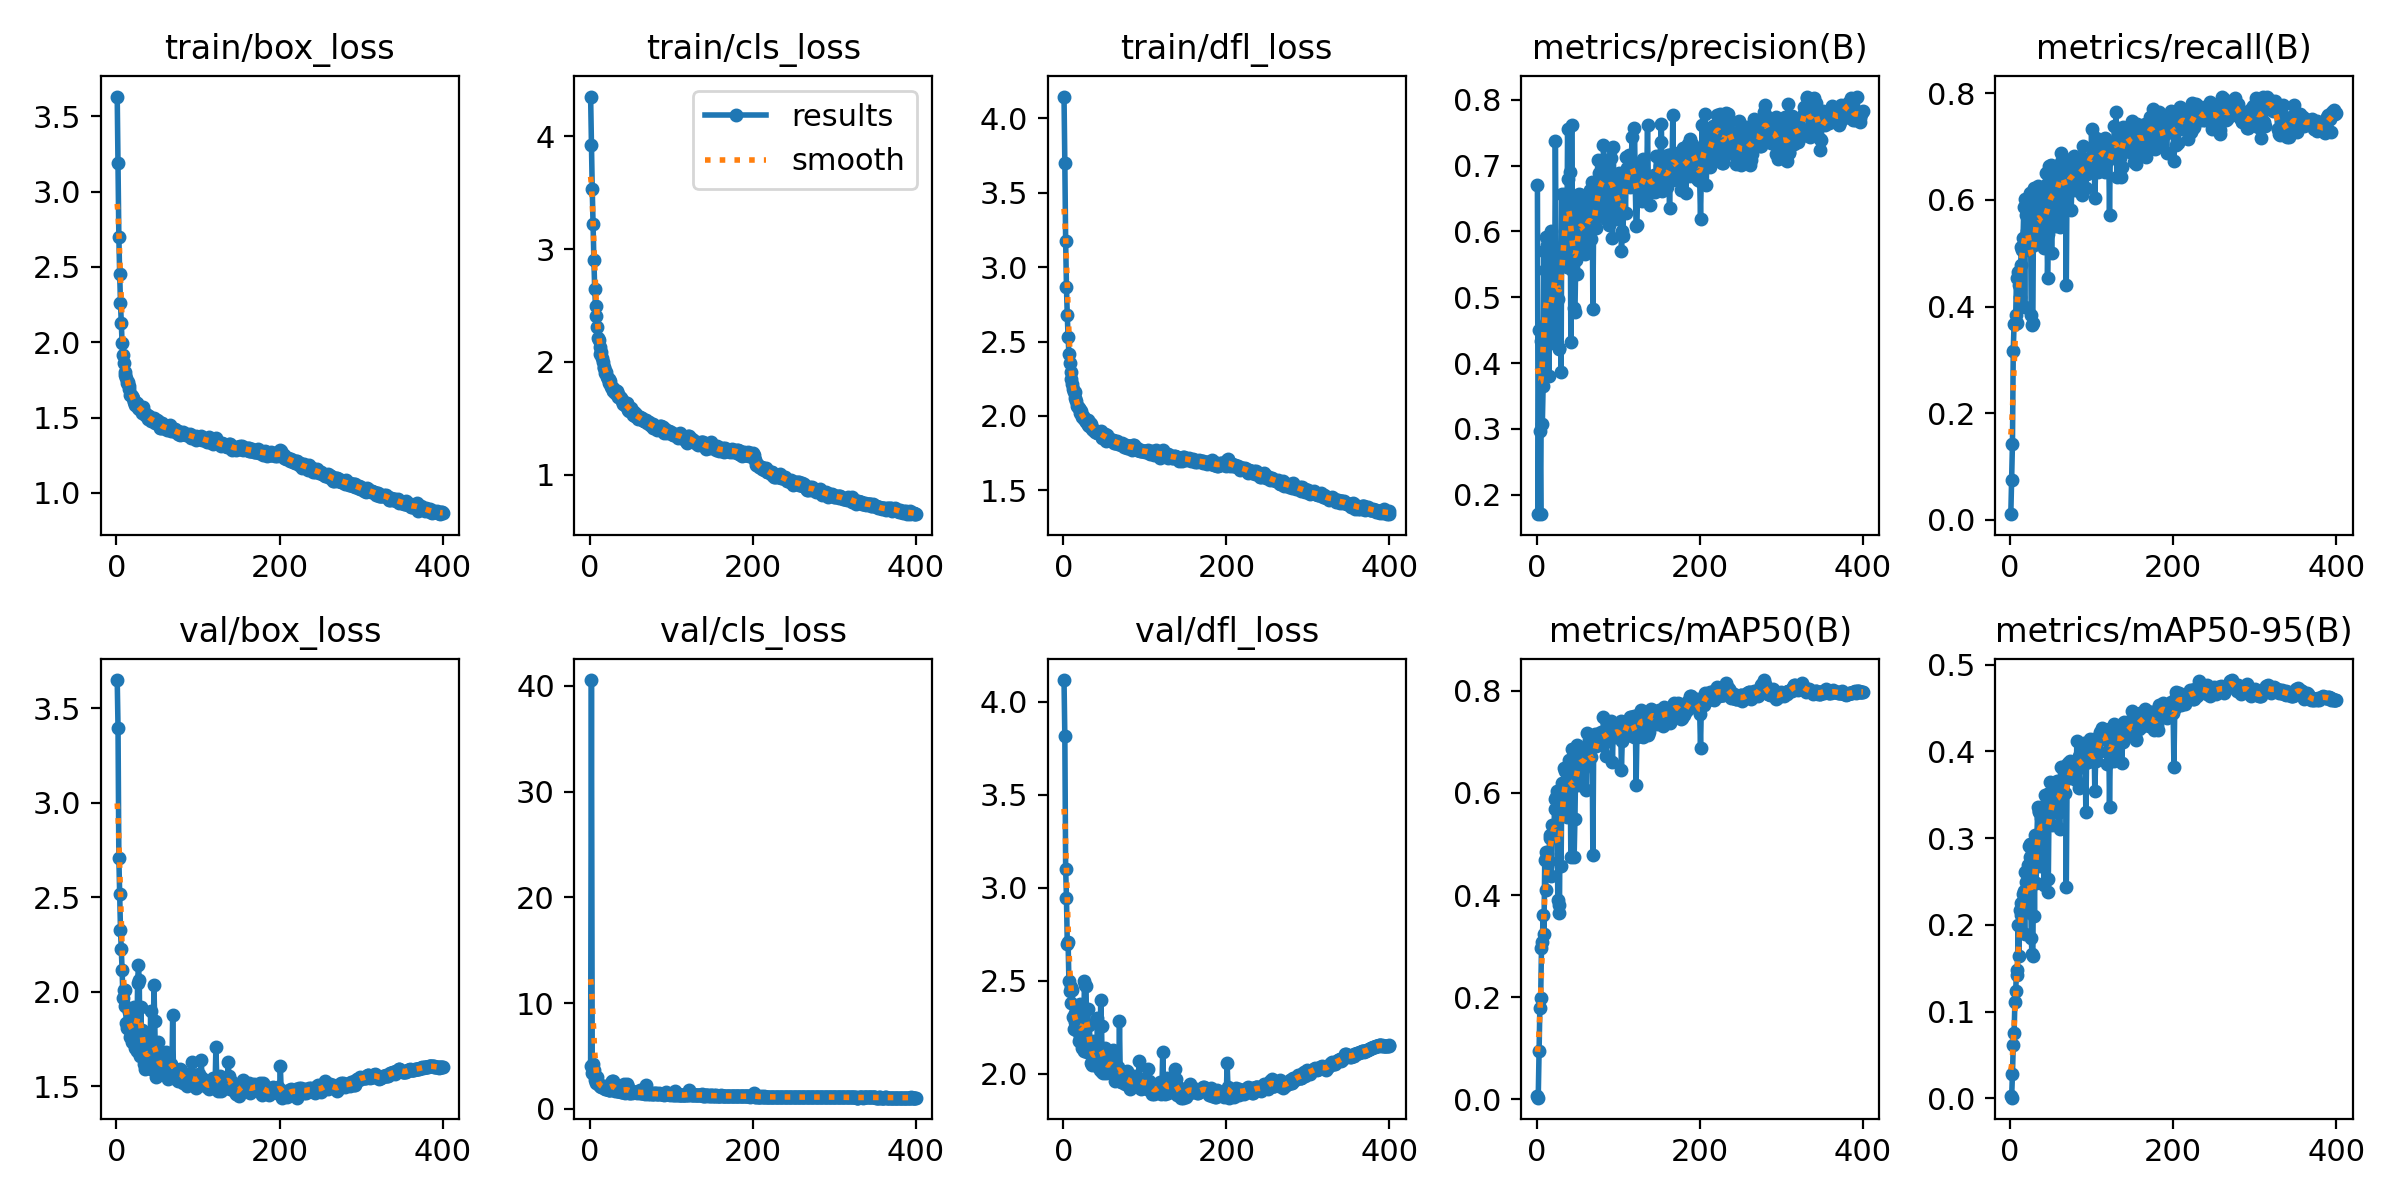 train/box_loss
3.5
3.0
2.5
2.0
1.5
1.0
0 200 400
train/cls_loss
results
smooth
4
3
2
1
0 200 400
train/dfl_loss
4.0
3.5
3.0
2.5
2.0
1.5
0 200 400
metrics/precision(B)
0.8
0.7
0.6
0.5
0.4
0.3
0.2
0 200 400
metrics/recall(B)
0.8
0.6
0.4
0.2
0.0
0 200 400
val/box_loss
3.5
3.0
2.5
2.0
1.5
0 200 400
val/cls_loss
40
30
20
10
0
0 200 400
val/dfl_loss
4.0
3.5
3.0
2.5
2.0
0 200 400
metrics/mAP50(B)
0.8
0.6
0.4
0.2
0.0
0 200 400
metrics/mAP50-95(B)
0.5
0.4
0.3
0.2
0.1
0.0
0 200 400